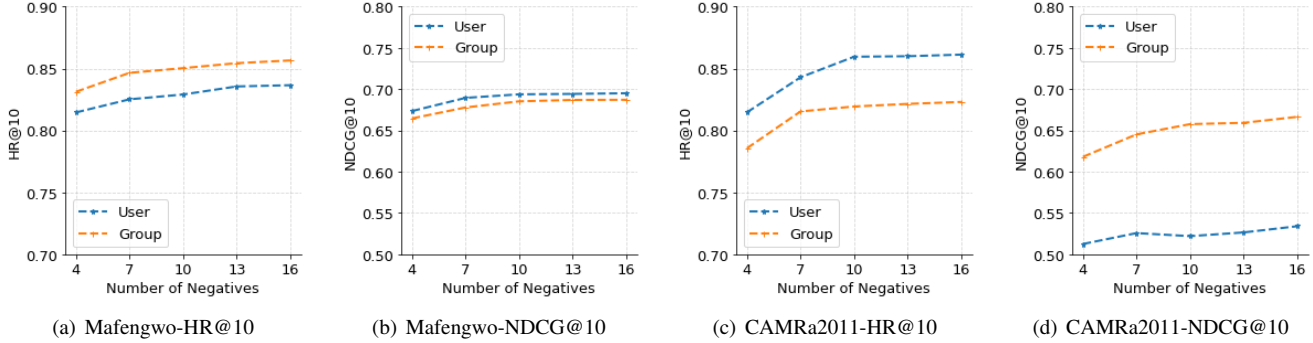 0.90
0.85
0.80
0.75
0.70
HR@10
User
Group
4 7 10 13 16
Number of Negatives
(a) Mafengwo-HR@10
0.80
0.75
0.70
0.65
0.60
0.55
0.50
NDCG@10
User
Group
4 7 10 13 16
Number of Negatives
(b) Mafengwo-NDCG@10
0.90
0.85
0.80
0.75
0.70
HR@10
User
Group
4 7 10 13 16
Number of Negatives
(c) CAMRa2011-HR@10
0.80
0.75
0.70
0.65
0.60
0.55
0.50
NDCG@10
User
Group
4 7 10 13 16
Number of Negatives
(d) CAMRa2011-NDCG@10